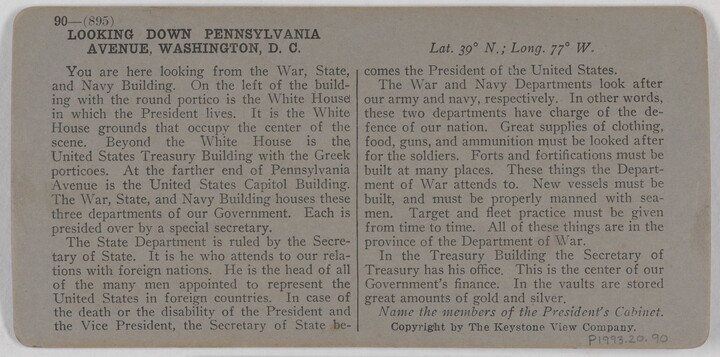 90—(895)
LOOKING DOWN PENNSYLVANIA
AVENUE, WASHINGTON, D. C.
Lat. 39° N.; Long. 77° W.
You are here looking from the War, State,
and Navy Building. On the left of the build-
ing with the round portico is the White House
in which the President lives. It is the White
House grounds that occupy the center of the
scene. Beyond the White House is the
United States Treasury Building with the Greek
porticoes. At the farther end of Pennsylvania
Avenue is the United States Capitol Building.
The War, State, and Navy Building houses these
three departments of our Government. Each is
presided over by a special secretary.
The State Department is ruled by the Secre-
tary of State. It is he who attends to our rela-
tions with foreign nations. He is the head of all
of the many men appointed to represent the
United States in foreign countries. In case of
the death or the disability of the President and
the Vice President, the Secretary of State be-
comes the President of the United States.
The War and Navy Departments look after
our army and navy, respectively. In other words,
these two departments have charge of the de-
fence of our nation. Great supplies of clothing,
food, guns, and ammunition must be looked after
for the soldiers. Forts and fortifications must be
built at many places. These things the Depart-
ment of War attends to. New vessels must be
built, and must be properly manned with sea-
men. Target and fleet practice must be given
from time to time. All of these things are in the
province of the Department of War.
In the Treasury Building the Secretary of
Treasury has his office. This is the center of our
Government's finance. In the vaults are stored
great amounts of gold and silver.
Name the members of the President's Cabinet.
Copyright by The Keystone View Company.
P1993.20.90